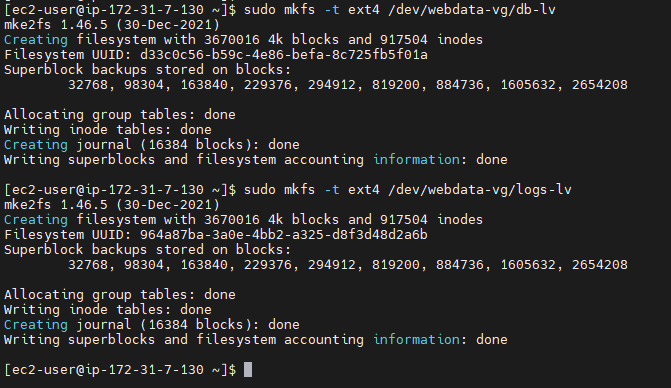 [ec2-user@ip-172-31-7-130 ~]$ sudo mkfs -t ext4 /dev/webdata-vg/db-lv
mke2fs 1.46.5 (30-Dec-2021)
Creating filesystem with 3670016 4k blocks and 917504 inodes
Filesystem UUID: d33c0c56-b59c-4e86-befa-8c725fb5f01a
Superblock backups stored on blocks:
        32768, 98304, 163840, 229376, 294912, 819200, 884736, 1605632, 2654208

Allocating group tables: done
Writing inode tables: done
Creating journal (16384 blocks): done
Writing superblocks and filesystem accounting information: done

[ec2-user@ip-172-31-7-130 ~]$ sudo mkfs -t ext4 /dev/webdata-vg/logs-lv
mke2fs 1.46.5 (30-Dec-2021)
Creating filesystem with 3670016 4k blocks and 917504 inodes
Filesystem UUID: 964a87ba-3a0e-4bb2-a325-d8f3d48d2a6b
Superblock backups stored on blocks:
        32768, 98304, 163840, 229376, 294912, 819200, 884736, 1605632, 2654208

Allocating group tables: done
Writing inode tables: done
Creating journal (16384 blocks): done
Writing superblocks and filesystem accounting information: done

[ec2-user@ip-172-31-7-130 ~]$